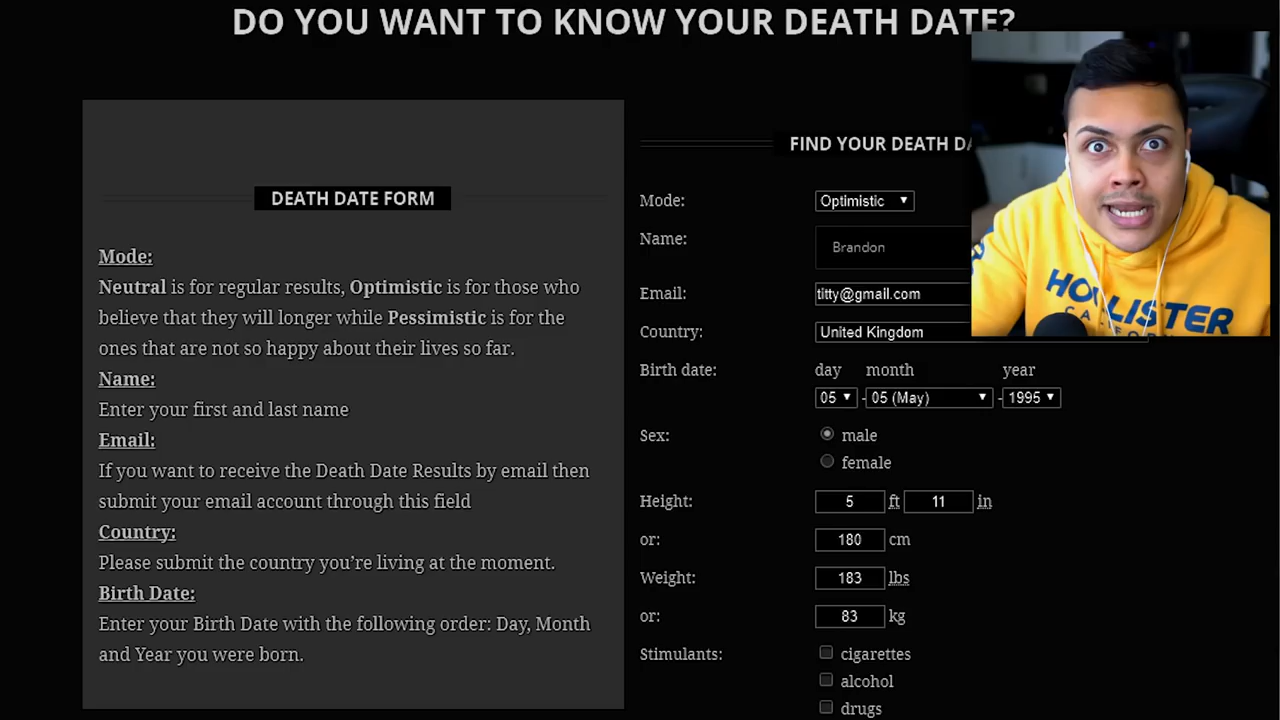 DO YOU WANT TO KNOW YOUR DEATH DATE?
DEATH DATE FORM
Mode:
Neutral is for regular results, Optimistic is for those who
believe that they will longer while Pessimistic is for the
ones that are not so happy about their lives so far.
Name:
Enter your first and last name
Email:
If you want to receive the Death Date Results by email then
submit your email account through this field
Country:
Please submit the country you’re living at the moment.
Birth Date:
Enter your Birth Date with the following order: Day, Month
and Year you were born.
FIND YOUR DEATH DA
Mode: Optimistic
Name: Brandon
Email: titty@gmail.com
Country: United Kingdom
Birth date: day month year
05 - 05 (May) - 1995
Sex: male
female
Height: 5 ft 11 in
or: 180 cm
Weight: 183 lbs
or: 83 kg
Stimulants: cigarettes
alcohol
drugs
HOLLISTER